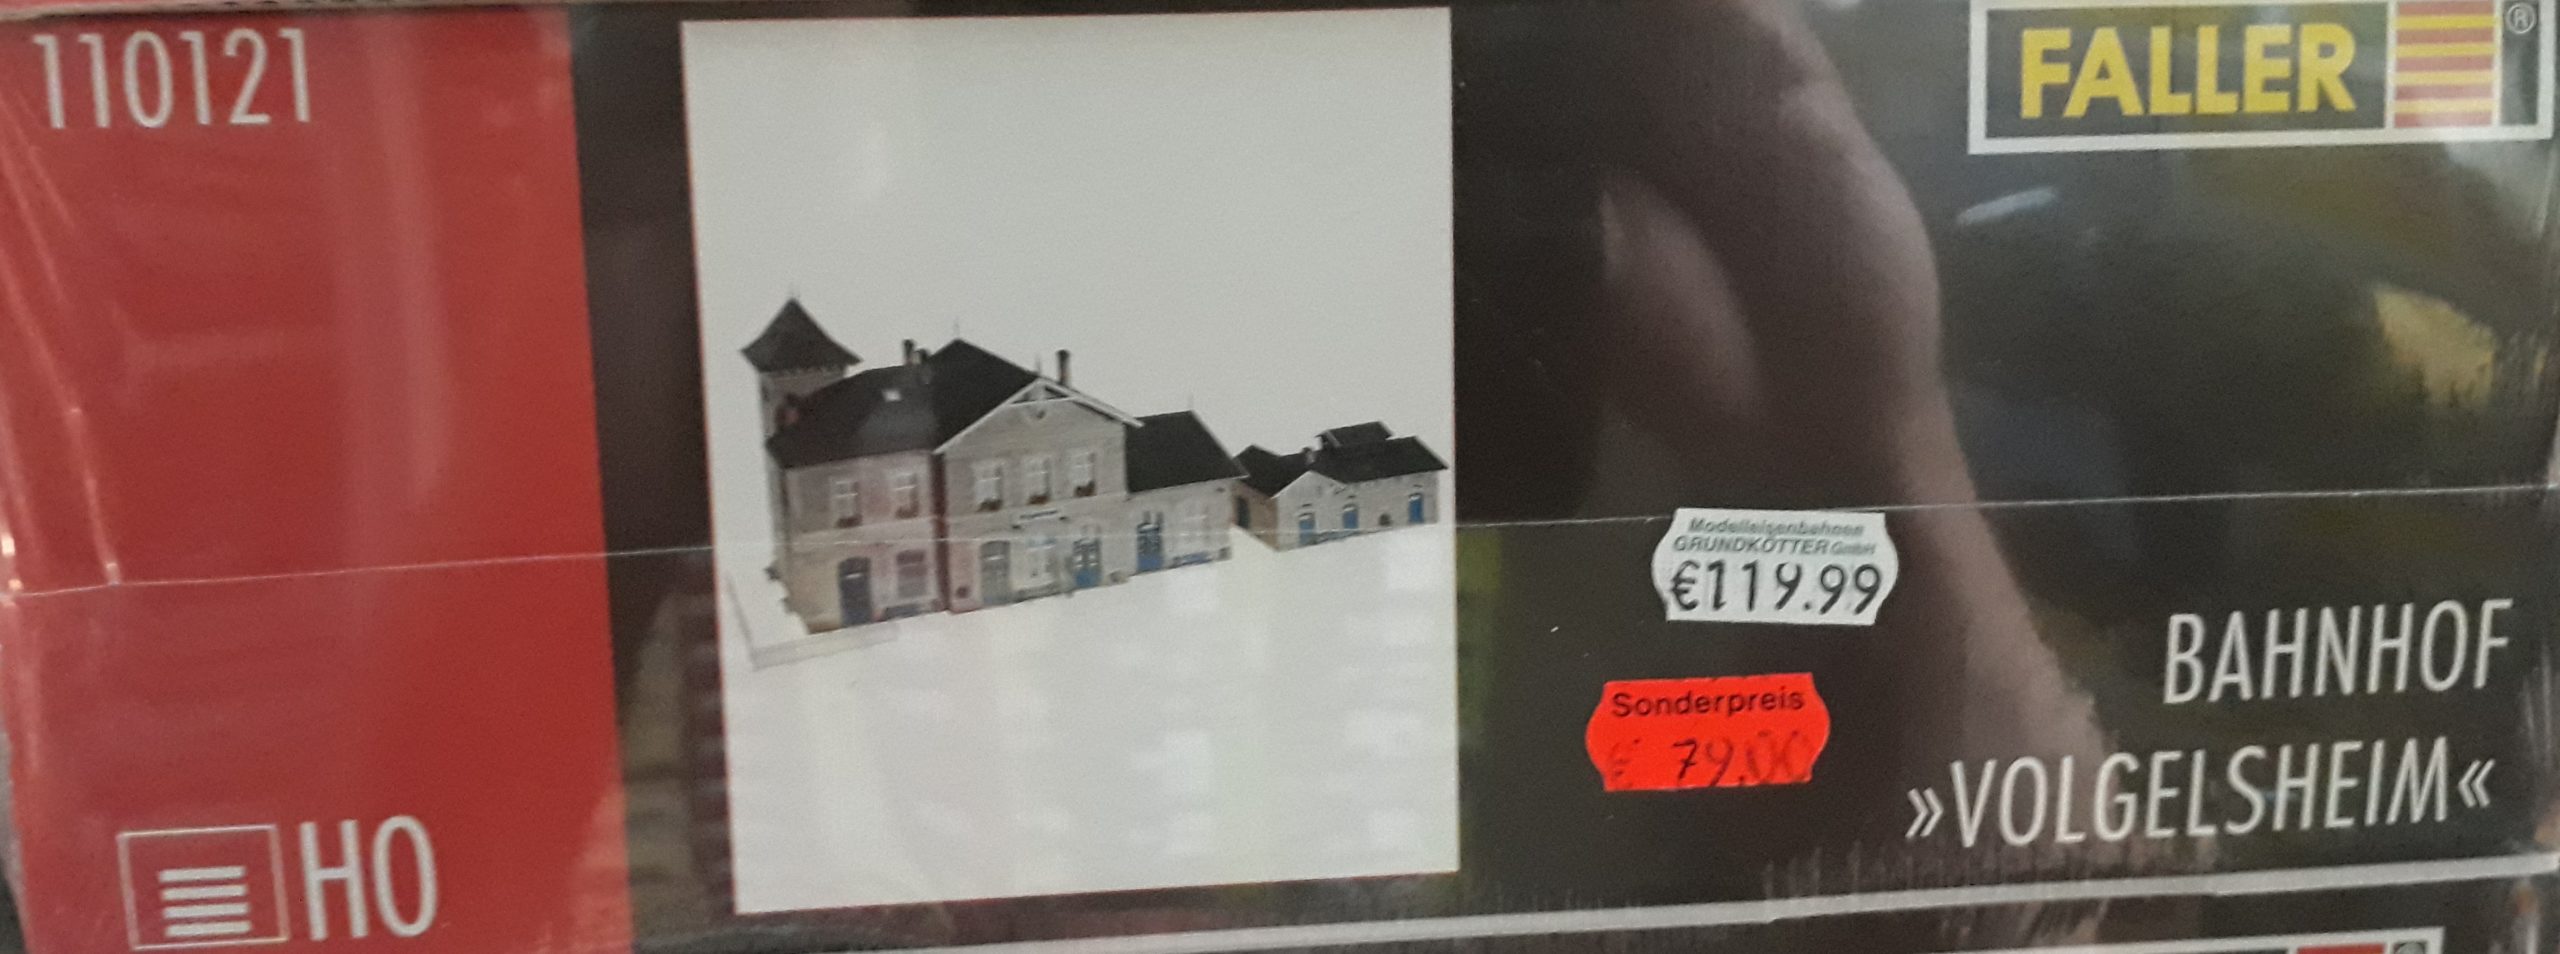 110121
FALLER®
Modelleisenbahnen
GRUNDKÖTTER GmbH
€119.99
Sonderpreis
€ 79.00
BAHNHOF
»VOLGELSHEIM«
HO